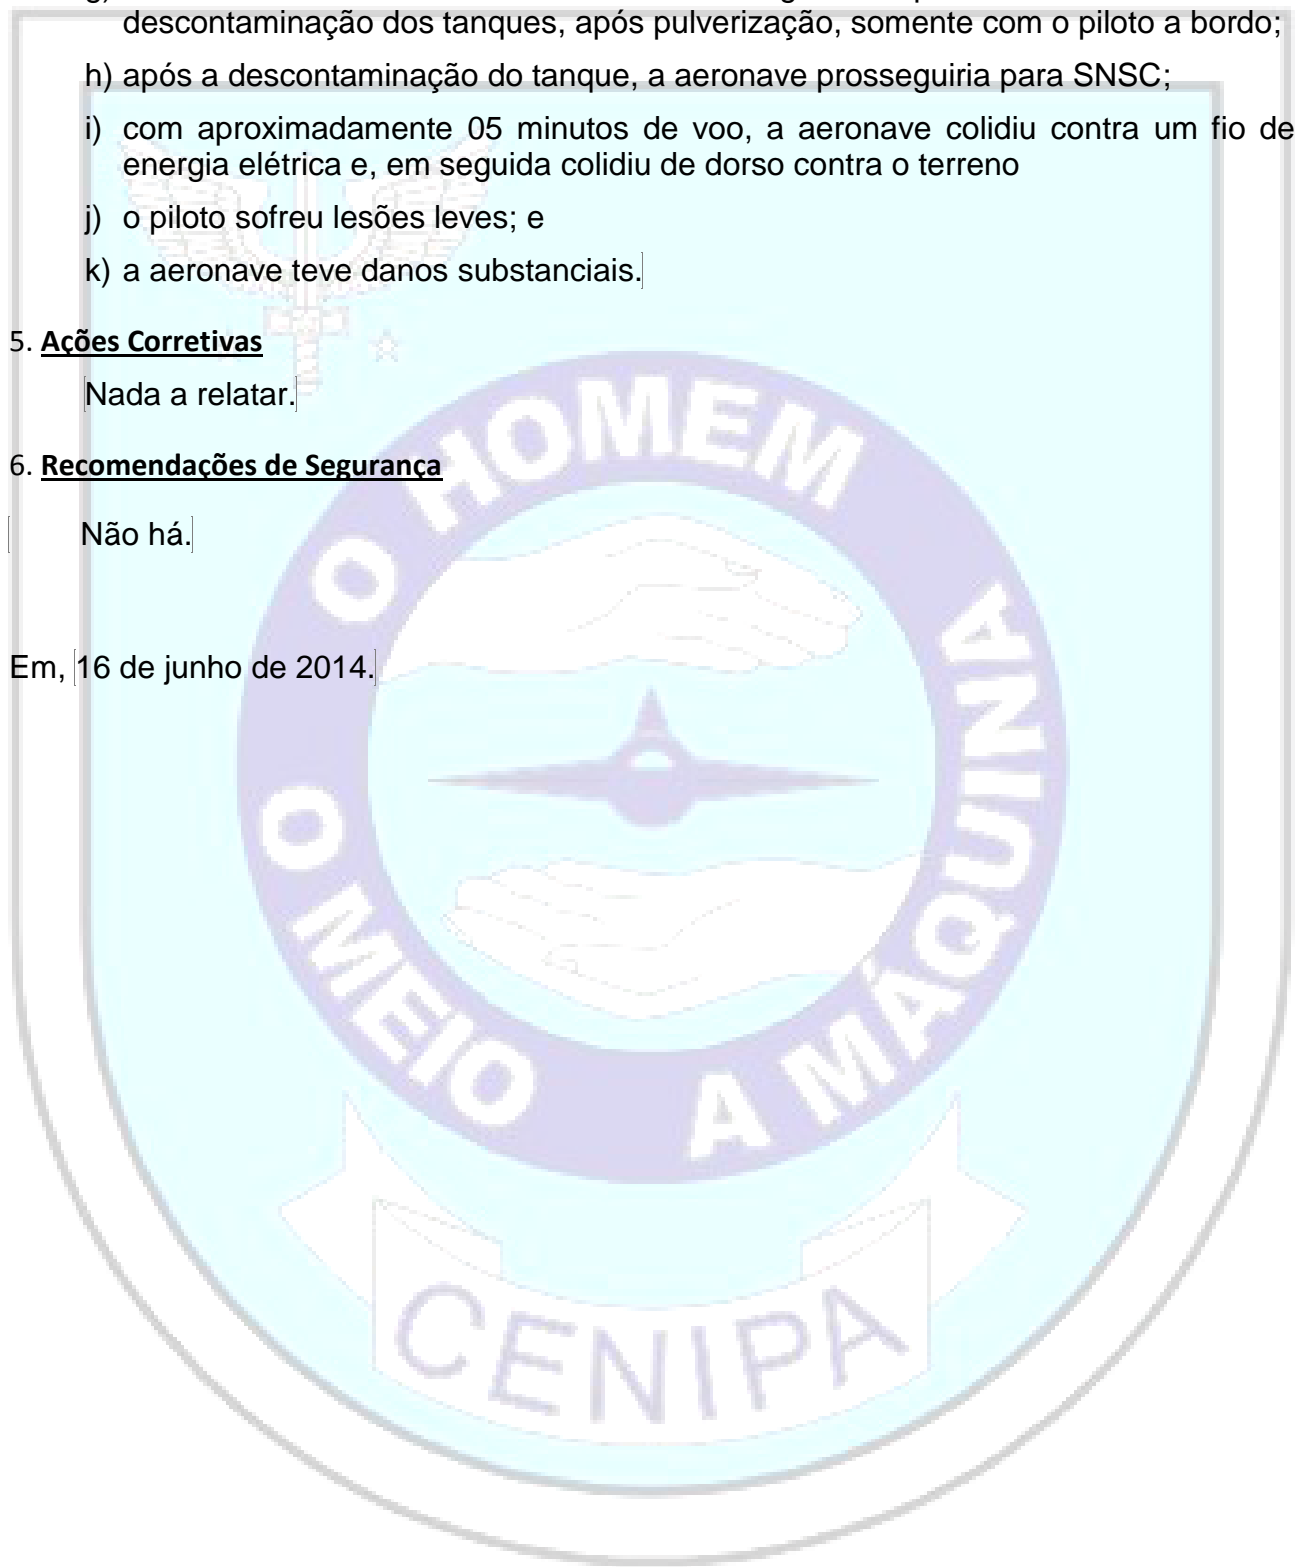 descontaminação dos tanques, após pulverização, somente com o piloto a bordo;
h) após a descontaminação do tanque, a aeronave prosseguiria para SNSC;
i) com aproximadamente 05 minutos de voo, a aeronave colidiu contra um fio de
energia elétrica e, em seguida colidiu de dorso contra o terreno
j) o piloto sofreu lesões leves; e
k) a aeronave teve danos substanciais.
5. Ações Corretivas
Nada a relatar.
6. Recomendações de Segurança
Não há.
Em, 16 de junho de 2014.
O HOMEM
O MEIO
A MÁQUINA
CENIPA